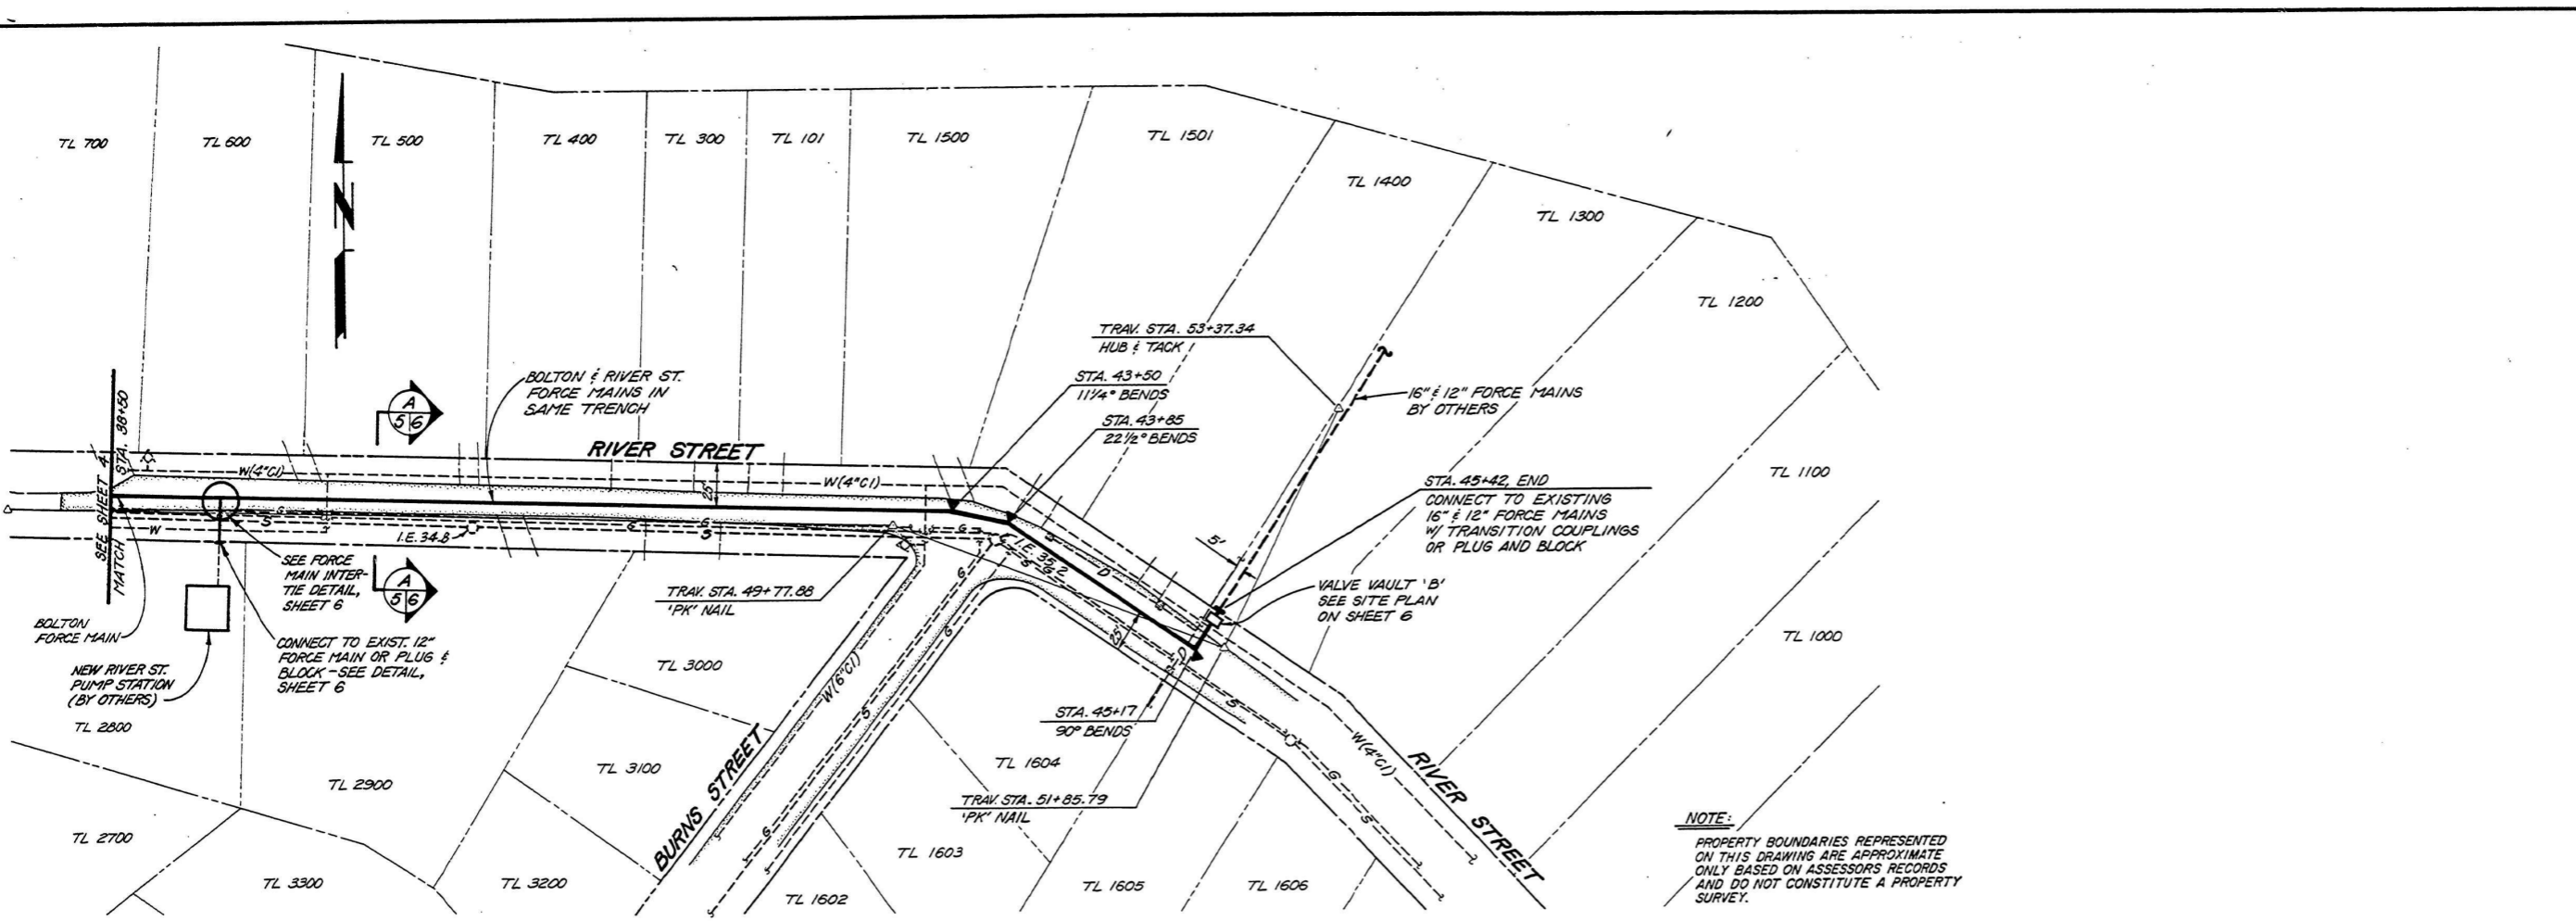 TL 700
TL 600
TL 500
TL 400
TL 300
TL 101
TL 1500
TL 1501
TL 1400
TL 1300
TL 1200
TL 1100
TL 1000
N
TRAV. STA. 53+37.34
HUB & TACK
STA. 43+50
11 1/4° BENDS
STA. 43+85
22 1/2° BENDS
16" & 12" FORCE MAINS
BY OTHERS
BOLTON & RIVER ST.
FORCE MAINS IN
SAME TRENCH
A
5|6
RIVER STREET
SEE SHEET 4
STA. 38+50
MATCH
W(4"CI)
W(4"CI)
25'
STA. 45+42, END
CONNECT TO EXISTING
16" & 12" FORCE MAINS
W/ TRANSITION COUPLINGS
OR PLUG AND BLOCK
5'
VALVE VAULT 'B'
SEE SITE PLAN
ON SHEET 6
W
G
S
I.E. 34.8
G
S
G
S
G
I.E. 35.2
S
G
D
25'
D
SEE FORCE
MAIN INTER-
TIE DETAIL,
SHEET 6
A
5|6
TRAV. STA. 49+77.88
'PK' NAIL
BOLTON
FORCE MAIN
NEW RIVER ST.
PUMP STATION
(BY OTHERS)
CONNECT TO EXIST. 12"
FORCE MAIN OR PLUG &
BLOCK - SEE DETAIL,
SHEET 6
TL 2800
TL 2900
TL 2700
TL 3300
TL 3200
TL 3100
TL 3000
W(6"CI)
G
G
S
G
S
BURNS STREET
STA. 45+17
90° BENDS
TL 1604
TRAV. STA. 51+85.79
'PK' NAIL
TL 1603
TL 1602
TL 1605
TL 1606
S
G
S
W(4"CI)
RIVER STREET
NOTE:
PROPERTY BOUNDARIES REPRESENTED
ON THIS DRAWING ARE APPROXIMATE
ONLY BASED ON ASSESSORS RECORDS
AND DO NOT CONSTITUTE A PROPERTY
SURVEY.